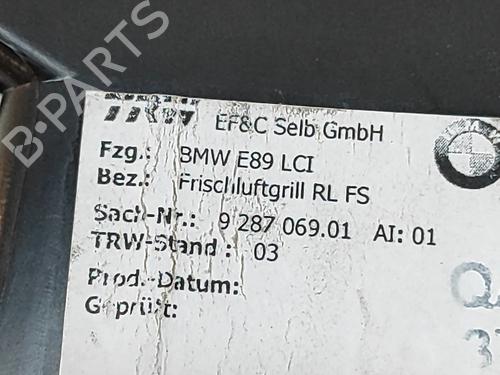 TRW EF&C Selb GmbH
Fzg.: BMW E89 LCI
Bez.: Frischluftgrill RL FS
Sach-Nr.: 9 287 069.01 AI: 01
TRW-Stand : 03
Prod.-Datum:
Geprüft:
B-PARTS